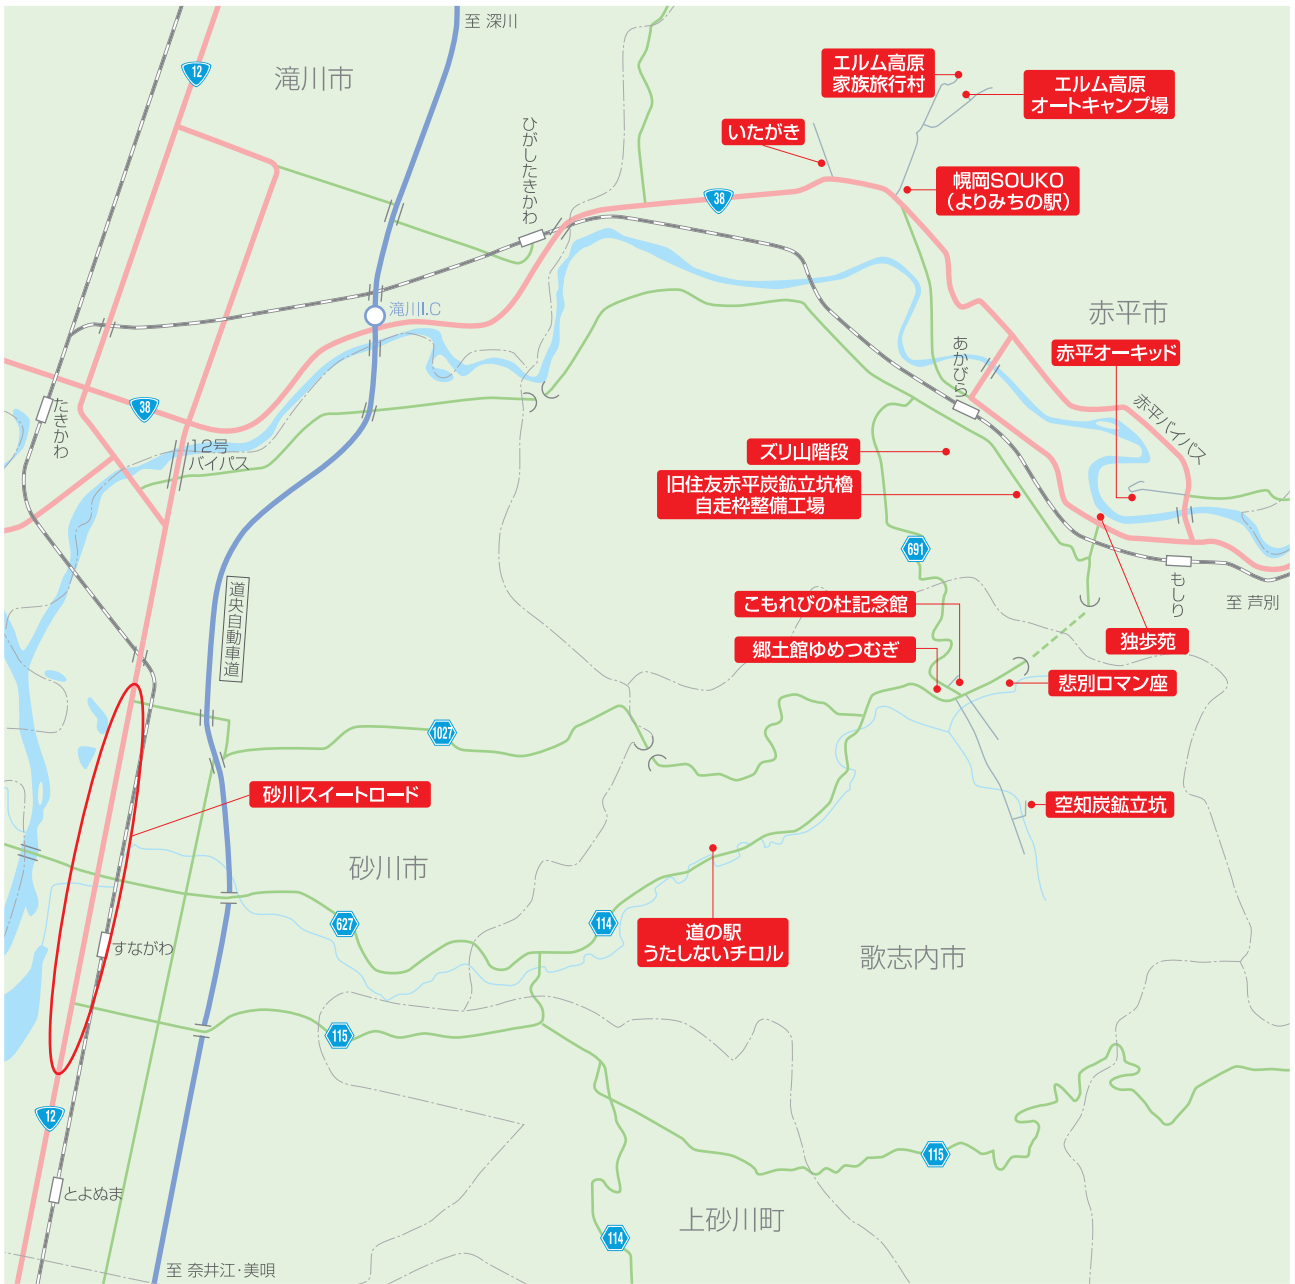 至 深川
12
滝川市
エルム高原
家族旅行村
エルム高原
オートキャンプ場
いたがき
ひがしたきかわ
幌岡SOUKO
(よりみちの駅)
38
滝川I.C
赤平市
あかびら
赤平オーキッド
赤平バイパス
38
たきかわ
12号
バイパス
ズリ山階段
旧住友赤平炭鉱立坑櫓
自走枠整備工場
691
道央自動車道
もしり
至 芦別
こもれびの杜記念館
独歩苑
郷土館ゆめつむぎ
悲別ロマン座
1027
砂川スイートロード
空知炭鉱立坑
砂川市
627
114
道の駅
うたしないチロル
すながわ
歌志内市
115
12
115
とよぬま
上砂川町
114
至 奈井江・美唄